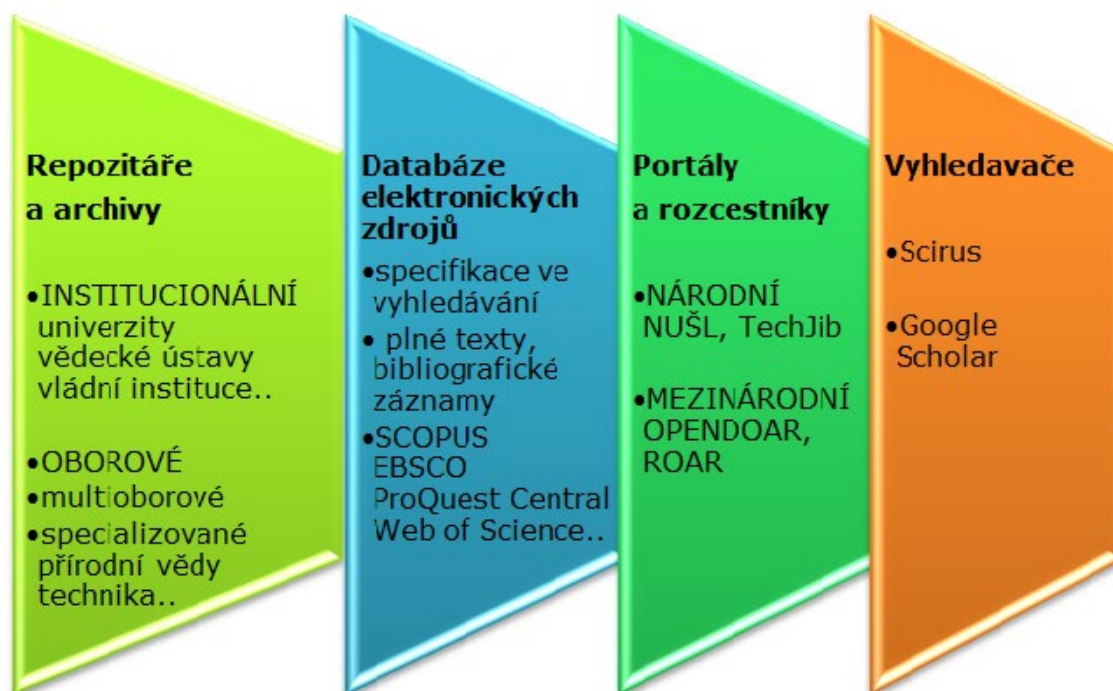 Repozitáře
a archivy
•INSTITUCIONÁLNÍ
univerzity
vědecké ústavy
vládní instituce..
•OBOROVÉ
•multioborové
•specializované
přírodní vědy
technika..
Databáze
elektronických
zdrojů
•specifikace ve
vyhledávání
• plné texty,
bibliografické
záznamy
•SCOPUS
EBSCO
ProQuest Central
Web of Science..
Portály
a rozcestníky
•NÁRODNÍ
NUŠL, TechJib
•MEZINÁRODNÍ
OPENDOAR,
ROAR
Vyhledavače
•Scirus
•Google
Scholar